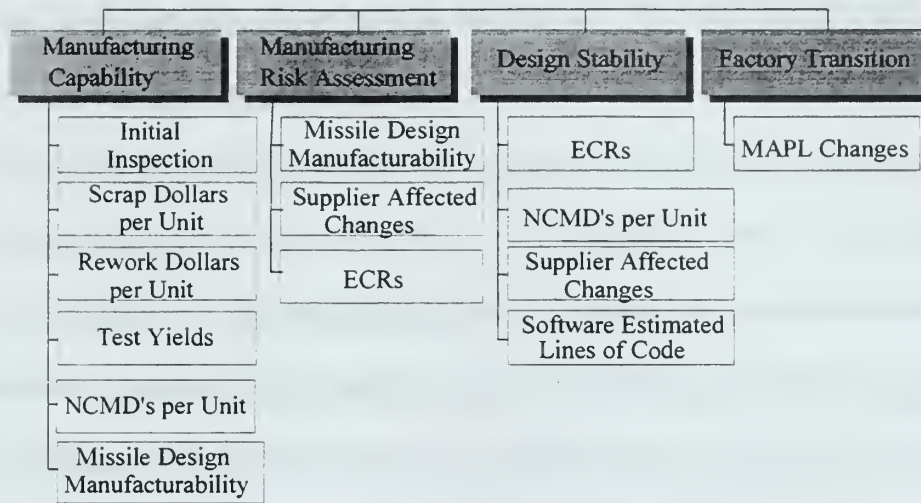 Manufacturing
Capability
Initial
Inspection
Scrap Dollars
per Unit
Rework Dollars
per Unit
Test Yields
NCMD's per Unit
Missile Design
Manufacturability
Manufacturing
Risk Assessment
Missile Design
Manufacturability
Supplier Affected
Changes
ECRs
Design Stability
ECRs
NCMD's per Unit
Supplier Affected
Changes
Software Estimated
Lines of Code
Factory Transition
MAPL Changes